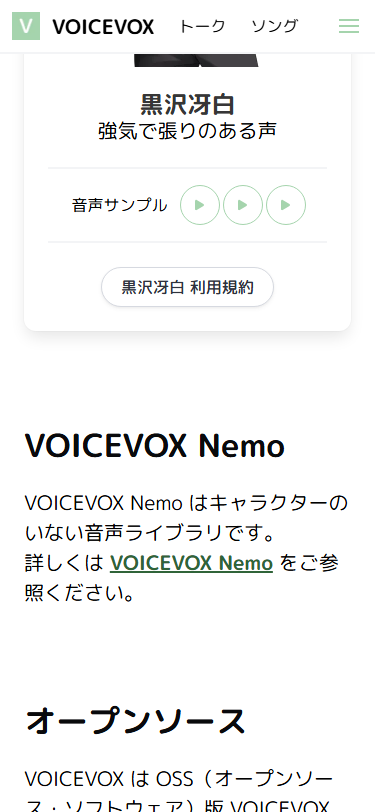 V VOICEVOX トーク ソング
黒沢冴白
強気で張りのある声
音声サンプル
黒沢冴白 利用規約
VOICEVOX Nemo
VOICEVOX Nemo はキャラクターの
いない音声ライブラリです。
詳しくは VOICEVOX Nemo をご参
照ください。
オープンソース
VOICEVOX は OSS（オープンソー
ス・ソフトウェア）版 VOICEVOX